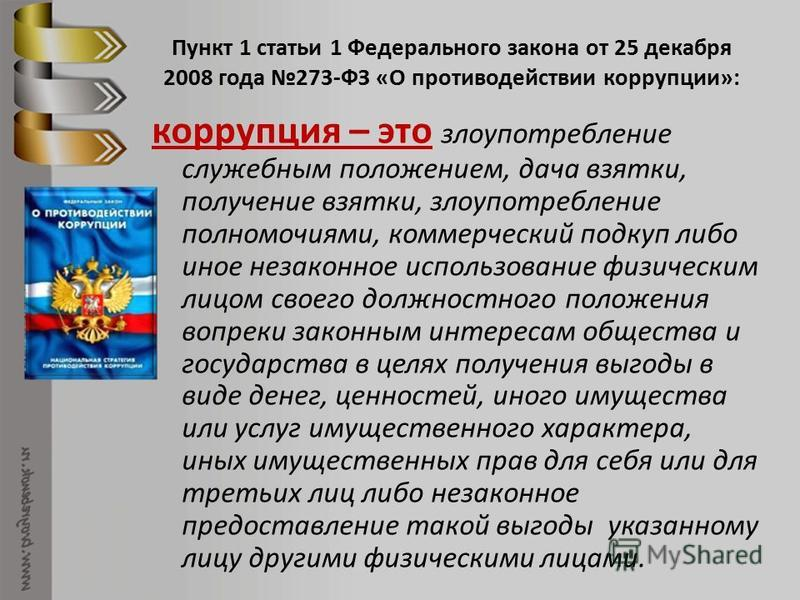 Пункт 1 статьи 1 Федерального закона от 25 декабря
2008 года №273-ФЗ «О противодействии коррупции»:
коррупция – это злоупотребление
служебным положением, дача взятки,
получение взятки, злоупотребление
полномочиями, коммерческий подкуп либо
иное незаконное использование физическим
лицом своего должностного положения
вопреки законным интересам общества и
государства в целях получения выгоды в
виде денег, ценностей, иного имущества
или услуг имущественного характера,
иных имущественных прав для себя или для
третьих лиц либо незаконное
предоставление такой выгоды указанному
лицу другими физическими лицами.
ФЕДЕРАЛЬНЫЙ ЗАКОН
О ПРОТИВОДЕЙСТВИИ
КОРРУПЦИИ
НАЦИОНАЛЬНАЯ СТРАТЕГИЯ
ПРОТИВОДЕЙСТВИЯ КОРРУПЦИИ
MyShared